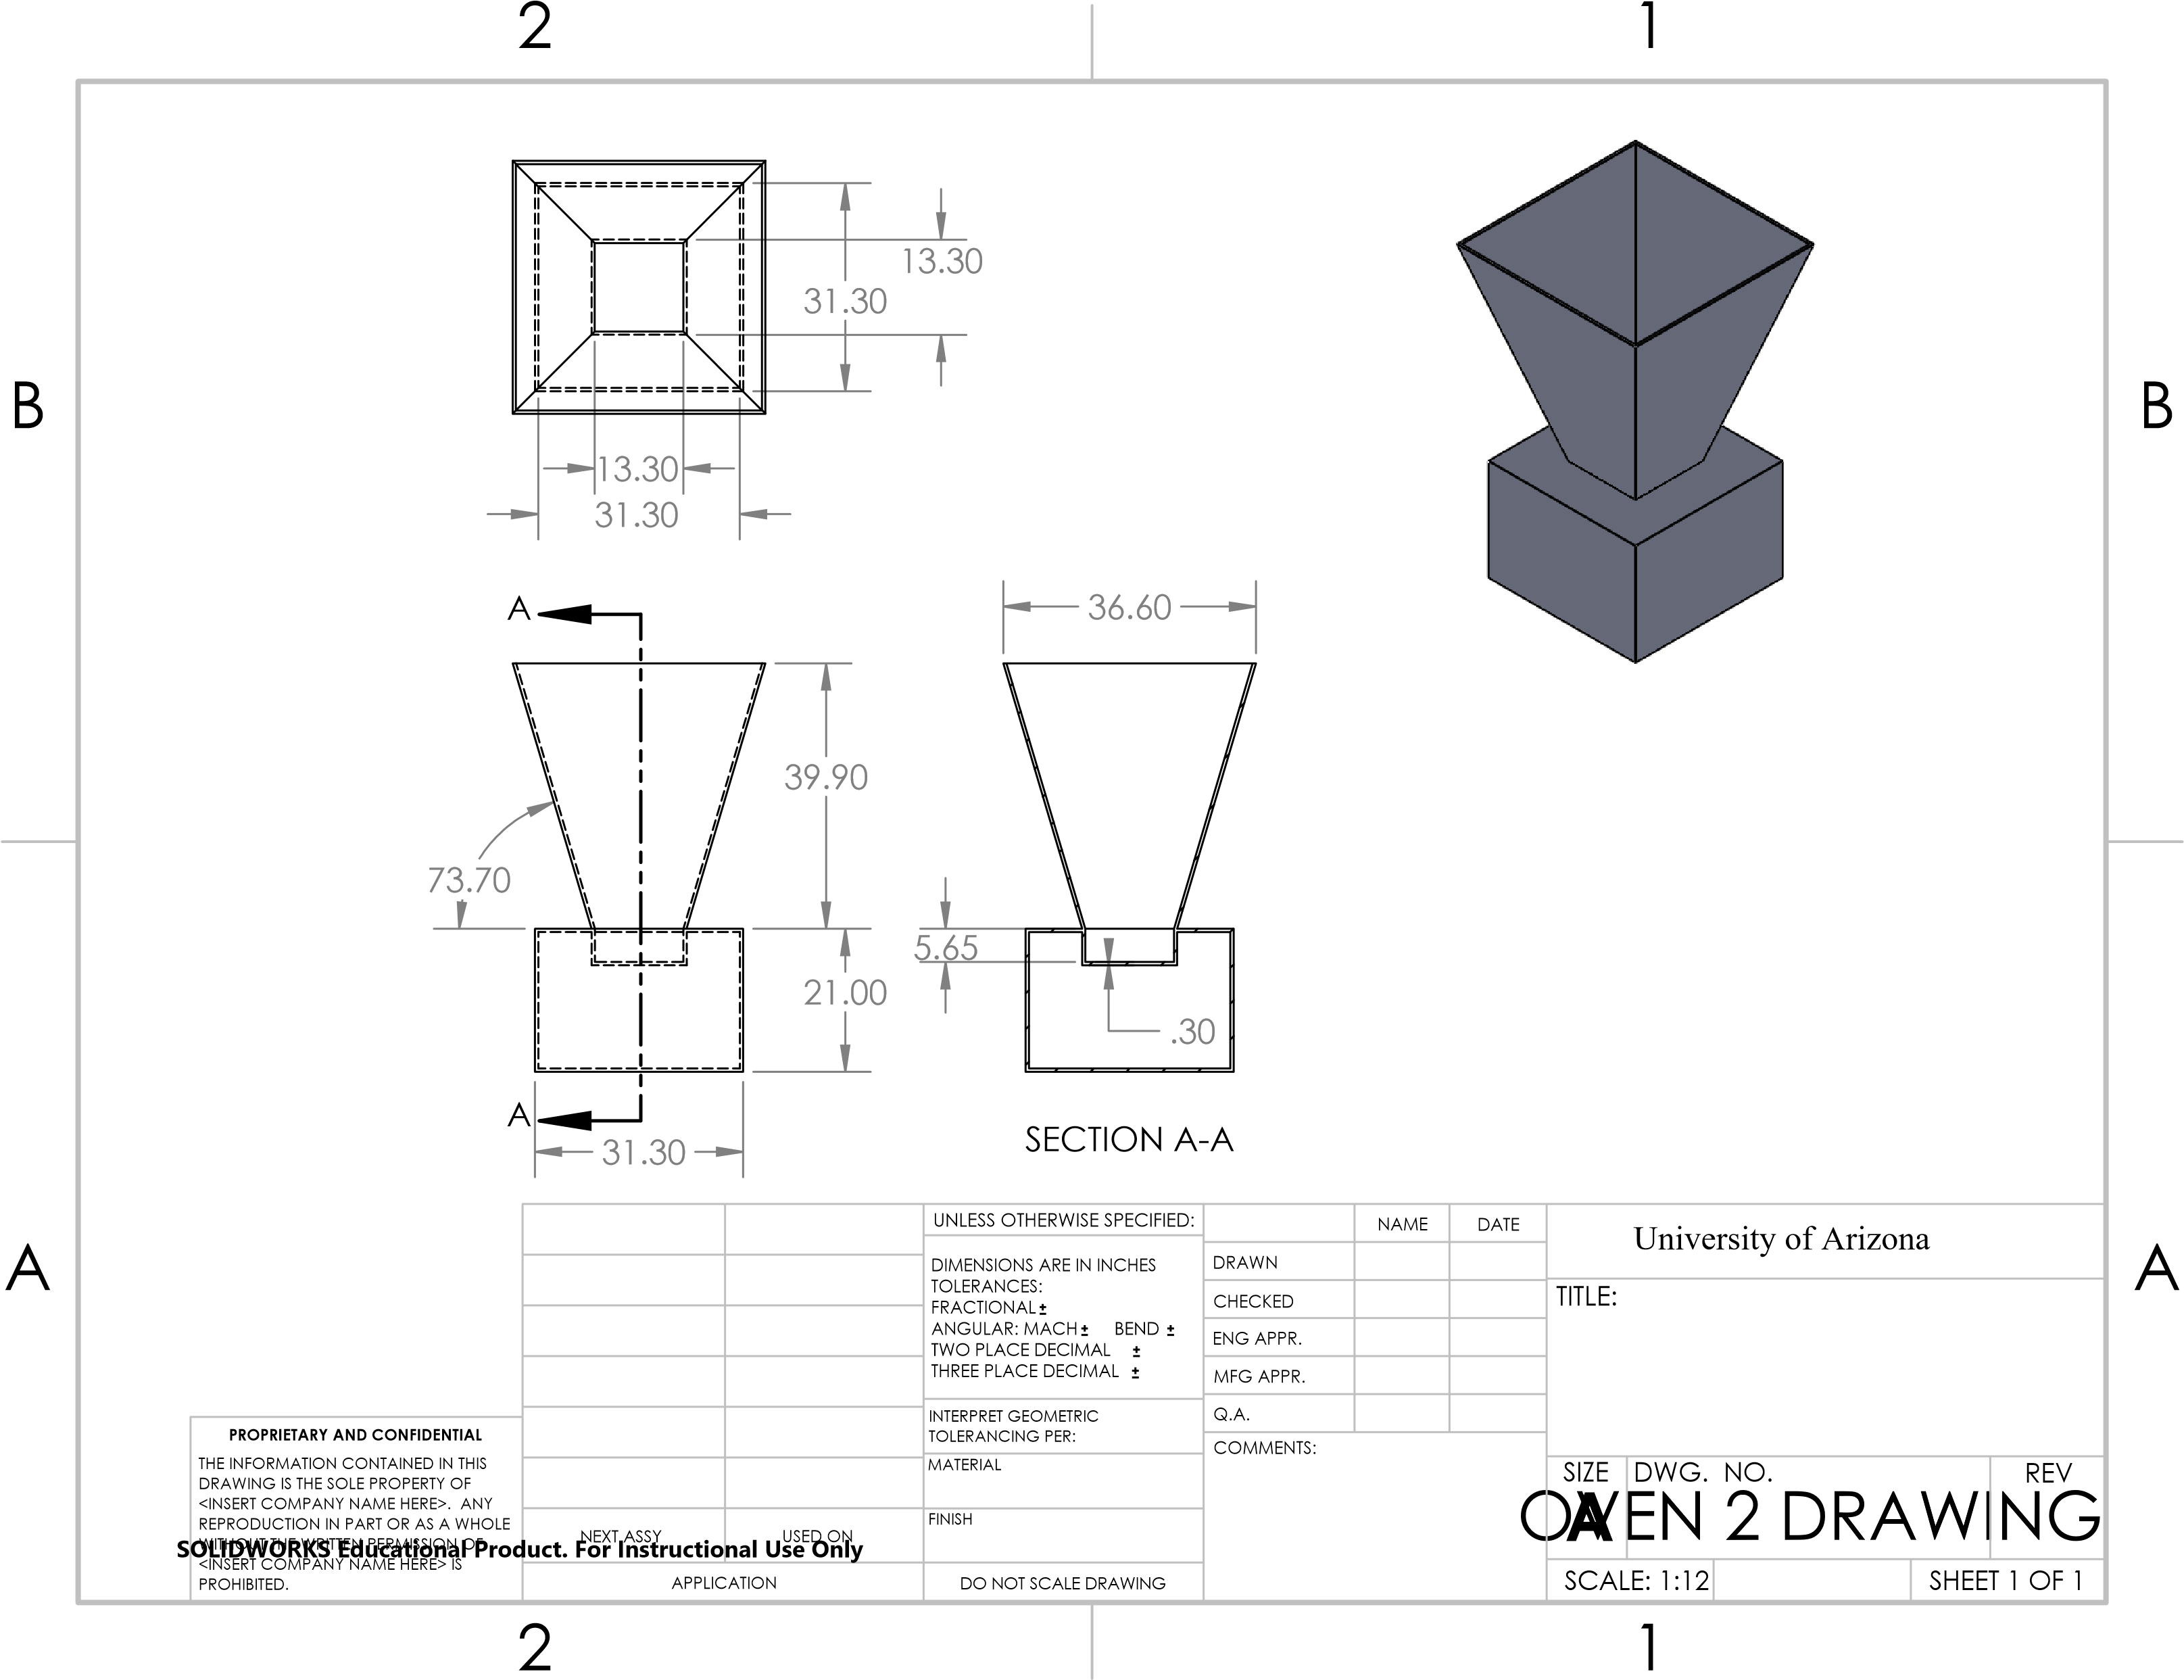 2
1
B
B
13.30
31.30
13.30
31.30
A
36.60
39.90
73.70
5.65
21.00
.30
A
31.30
SECTION A-A
A
A
UNLESS OTHERWISE SPECIFIED:
DIMENSIONS ARE IN INCHES
TOLERANCES:
FRACTIONAL±
ANGULAR: MACH± BEND ±
TWO PLACE DECIMAL ±
THREE PLACE DECIMAL ±
INTERPRET GEOMETRIC
TOLERANCING PER:
MATERIAL
FINISH
DO NOT SCALE DRAWING
NAME
DATE
DRAWN
CHECKED
ENG APPR.
MFG APPR.
Q.A.
COMMENTS:
University of Arizona
TITLE:
SIZE
DWG. NO.
REV
A
OVEN 2 DRAWING
SCALE: 1:12
SHEET 1 OF 1
PROPRIETARY AND CONFIDENTIAL
THE INFORMATION CONTAINED IN THIS
DRAWING IS THE SOLE PROPERTY OF
<INSERT COMPANY NAME HERE>. ANY
REPRODUCTION IN PART OR AS A WHOLE
WITHOUT THE WRITTEN PERMISSION OF
<INSERT COMPANY NAME HERE> IS
PROHIBITED.
NEXT ASSY
USED ON
SOLIDWORKS Educational Product. For Instructional Use Only
APPLICATION
2
1